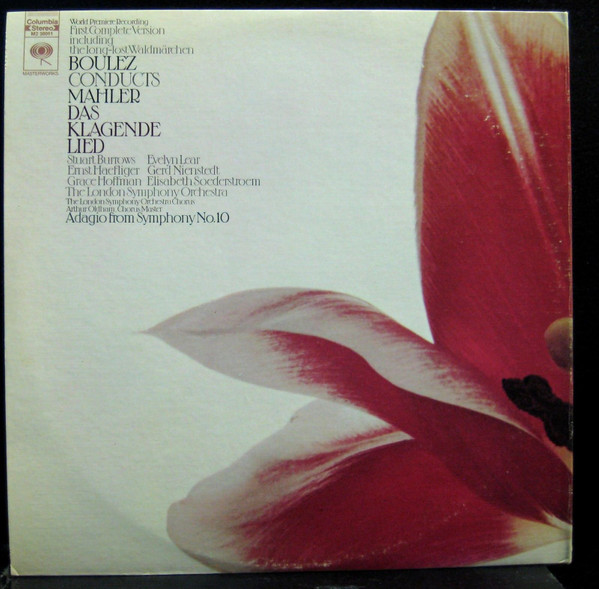 Columbia
Stereo
MASTERWORKS
World Premiere Recording
First Complete Version
including
the long-lost Waldmärchen
BOULEZ
CONDUCTS
MAHLER
DAS
KLAGENDE
LIED
Stuart Burrows Evelyn Lear
Ernst Haefliger Gerd Nienstedt
Grace Hoffman Elisabeth Soederstroem
The London Symphony Orchestra
The London Symphony Orchestra Chorus
Arthur Oldham, Chorus Master
Adagio from Symphony No.10